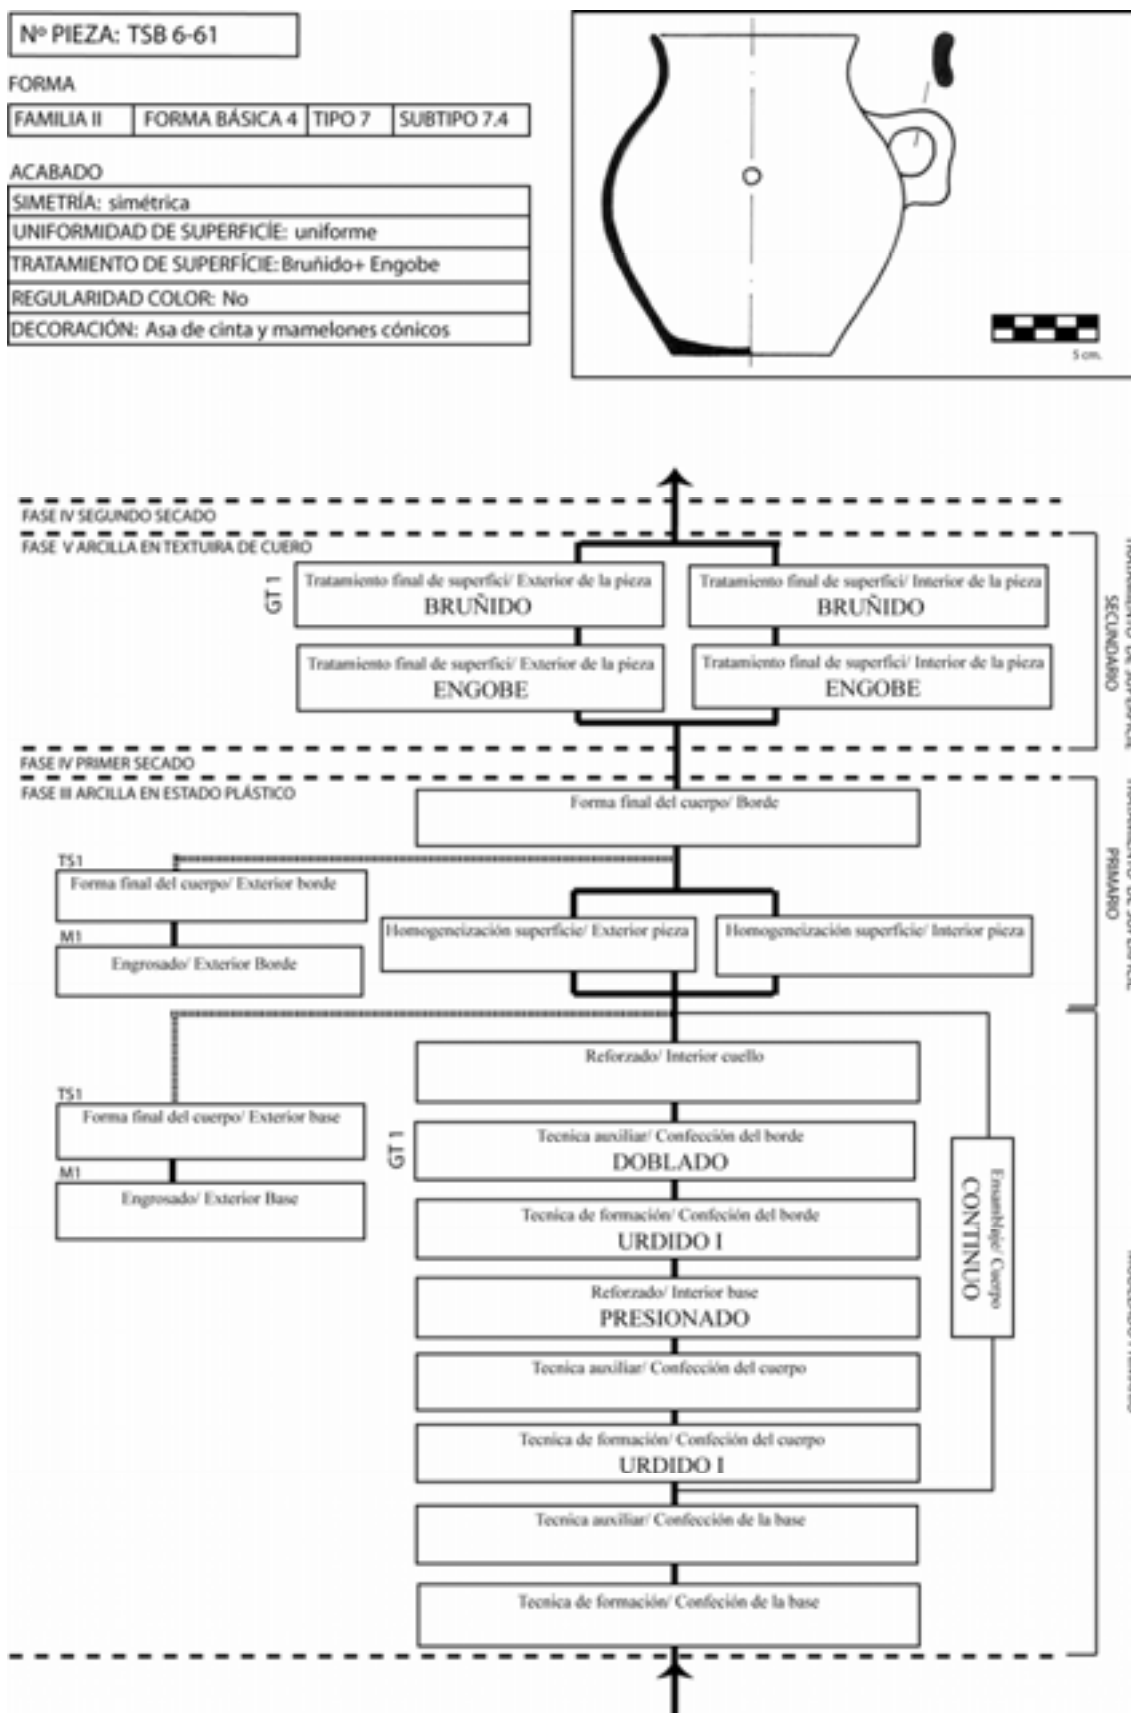 Nº PIEZA: TSB 6-61
FORMA
FAMILIA II FORMA BÁSICA 4 TIPO 7 SUBTIPO 7.4
ACABADO
SIMETRÍA: simétrica
UNIFORMIDAD DE SUPERFICÍE: uniforme
TRATAMIENTO DE SUPERFÍCIE: Bruñido+ Engobe
REGULARIDAD COLOR: No
DECORACIÓN: Asa de cinta y mamelones cónicos
5 cm.
FASE IV SEGUNDO SECADO
FASE V ARCILLA EN TEXTUIRA DE CUERO
GT 1
Tratamiento final de superfici/ Exterior de la pieza
BRUÑIDO
Tratamiento final de superfici/ Interior de la pieza
BRUÑIDO
Tratamiento final de superfici/ Exterior de la pieza
ENGOBE
Tratamiento final de superfici/ Interior de la pieza
ENGOBE
SECUNDARIO
FASE IV PRIMER SECADO
FASE III ARCILLA EN ESTADO PLÁSTICO
Forma final del cuerpo/ Borde
TS1
Forma final del cuerpo/ Exterior borde
M1
Engrosado/ Exterior Borde
Homogeneización superficie/ Exterior pieza
Homogeneización superficie/ Interior pieza
PRIMARIO
Reforzado/ Interior cuello
TS1
Forma final del cuerpo/ Exterior base
M1
Engrosado/ Exterior Base
GT 1
Tecnica auxiliar/ Confección del borde
DOBLADO
Tecnica de formación/ Confeción del borde
URDIDO I
Reforzado/ Interior base
PRESIONADO
Ensamblaje/ Cuerpo
CONTINUO
Tecnica auxiliar/ Confección del cuerpo
Tecnica de formación/ Confeción del cuerpo
URDIDO I
Tecnica auxiliar/ Confección de la base
Tecnica de formación/ Confeción de la base